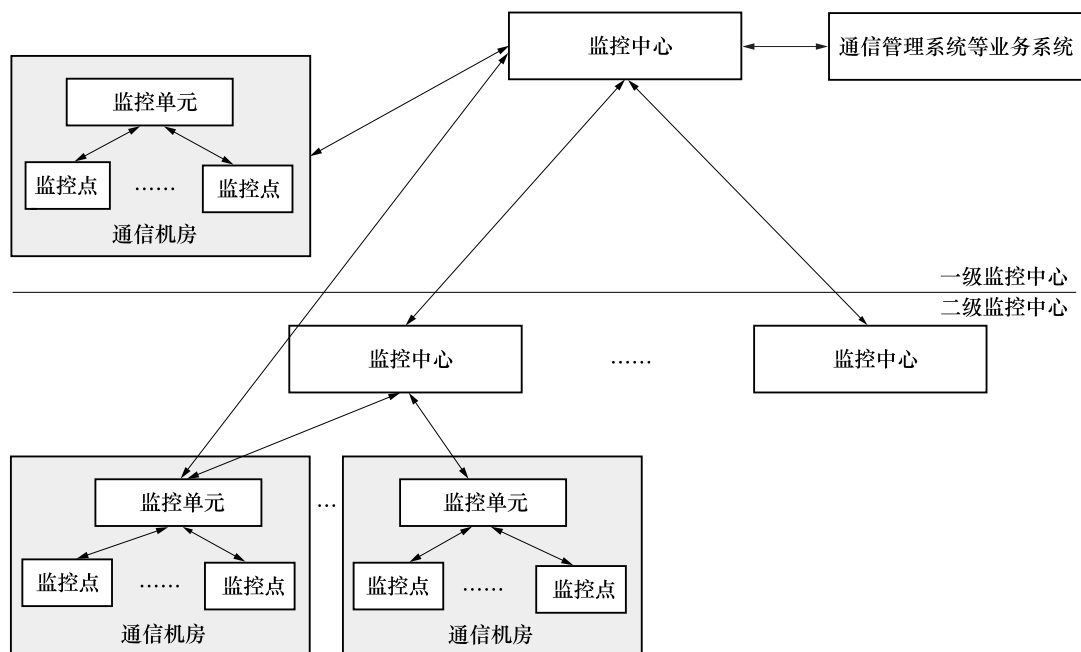 监控中心
通信管理系统等业务系统
监控单元
监控点
……
监控点
通信机房
一级监控中心
二级监控中心
监控中心
……
监控中心
监控单元
…
监控单元
监控点
……
监控点
监控点
……
监控点
通信机房
通信机房